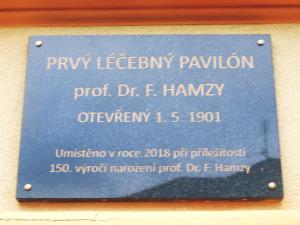 PRVÝ LÉČEBNÝ PAVILÓN
prof. Dr. F. HAMZY
OTEVŘENÝ 1. 5. 1901
Umístěno v roce 2018 při příležitosti
150. výročí narození prof. Dr. F. Hamzy